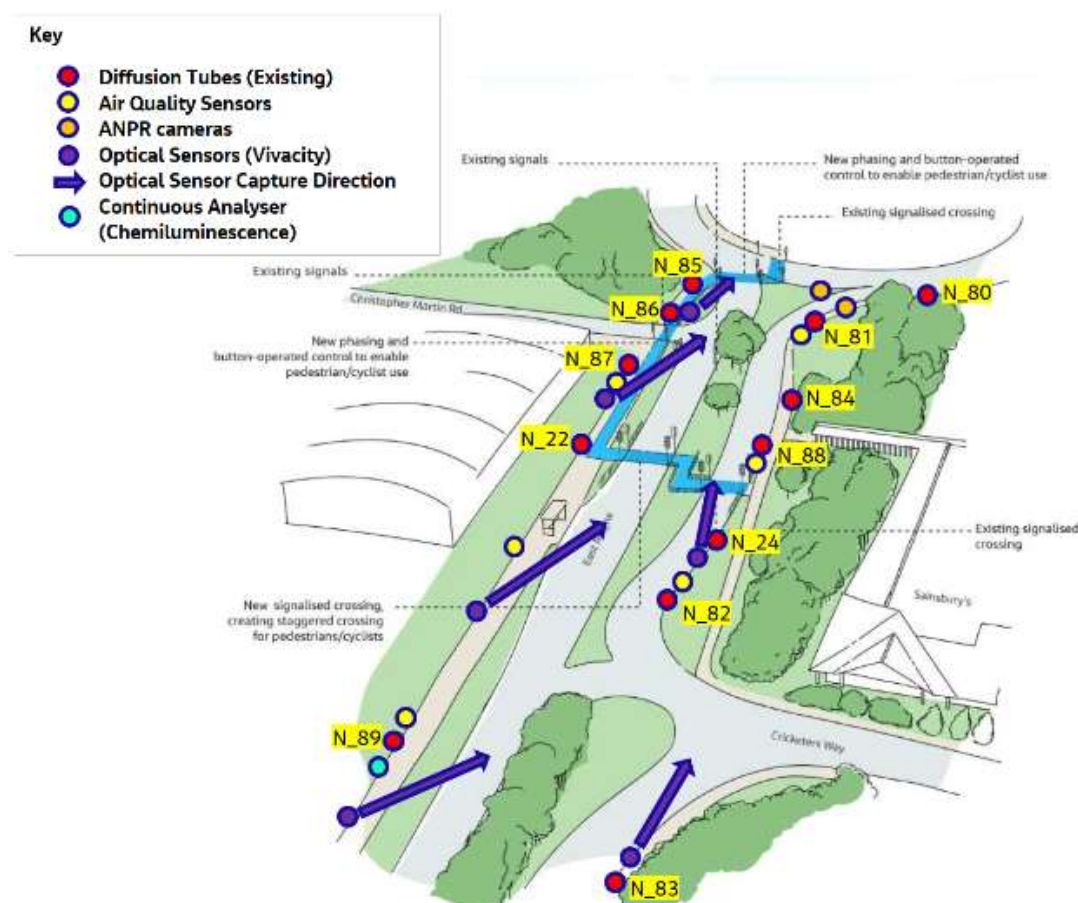 Key
Diffusion Tubes (Existing)
Air Quality Sensors
ANPR cameras
Optical Sensors (Vivacity)
Optical Sensor Capture Direction
Continuous Analyser
(Chemiluminescence)
Existing signals
New phasing and button-operated
control to enable pedestrian/cyclist use
Existing signalised crossing
Existing signals
N_85
N_80
Christopher Martin Rd
N_86
N_81
New phasing and
button-operated control to enable
pedestrian/cyclist use
N_87
N_84
N_22
N_88
East
N_24
Existing signalised
crossing
New signalised crossing,
creating staggered crossing
for pedestrians/cyclists
N_82
Sainsbury's
N_89
Cricketers Way
N_83